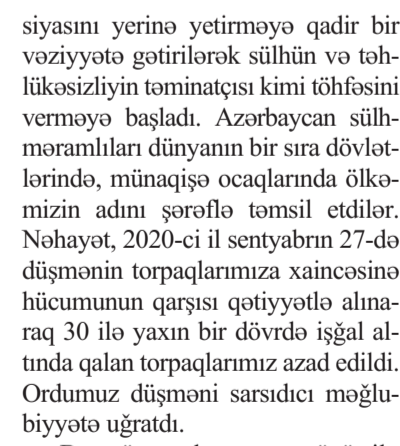 siyasını yerinə yetirməyə qadir bir
vəziyyətə gətirilərək sülhün və təh-
lükəsizliyin təminatçısı kimi töhfəsini
verməyə başladı. Azərbaycan sülh-
məramlıları dünyanın bir sıra dövlət-
lərində, münaqişə ocaqlarında ölkə-
mizin adını şərəflə təmsil etdilər.
Nəhayət, 2020-ci il sentyabrın 27-də
düşmənin torpaqlarımıza xaincəsinə
hücumunun qarşısı qətiyyətlə alına-
raq 30 ilə yaxın bir dövrdə işğal al-
tında qalan torpaqlarımız azad edildi.
Ordumuz düşməni sarsıdıcı məğlu-
biyyətə uğratdı.